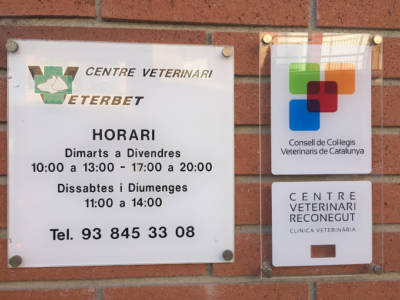 CENTRE VETERINARI
VETERBET
HORARI
Dimarts a Divendres
10:00 a 13:00 - 17:00 a 20:00
Dissabtes i Diumenges
11:00 a 14:00
Tel. 93 845 33 08
Consell de Col·legis
Veterinaris de Catalunya
CENTRE
VETERINARI
RECONEGUT
CLINICA VETERINÀRIA